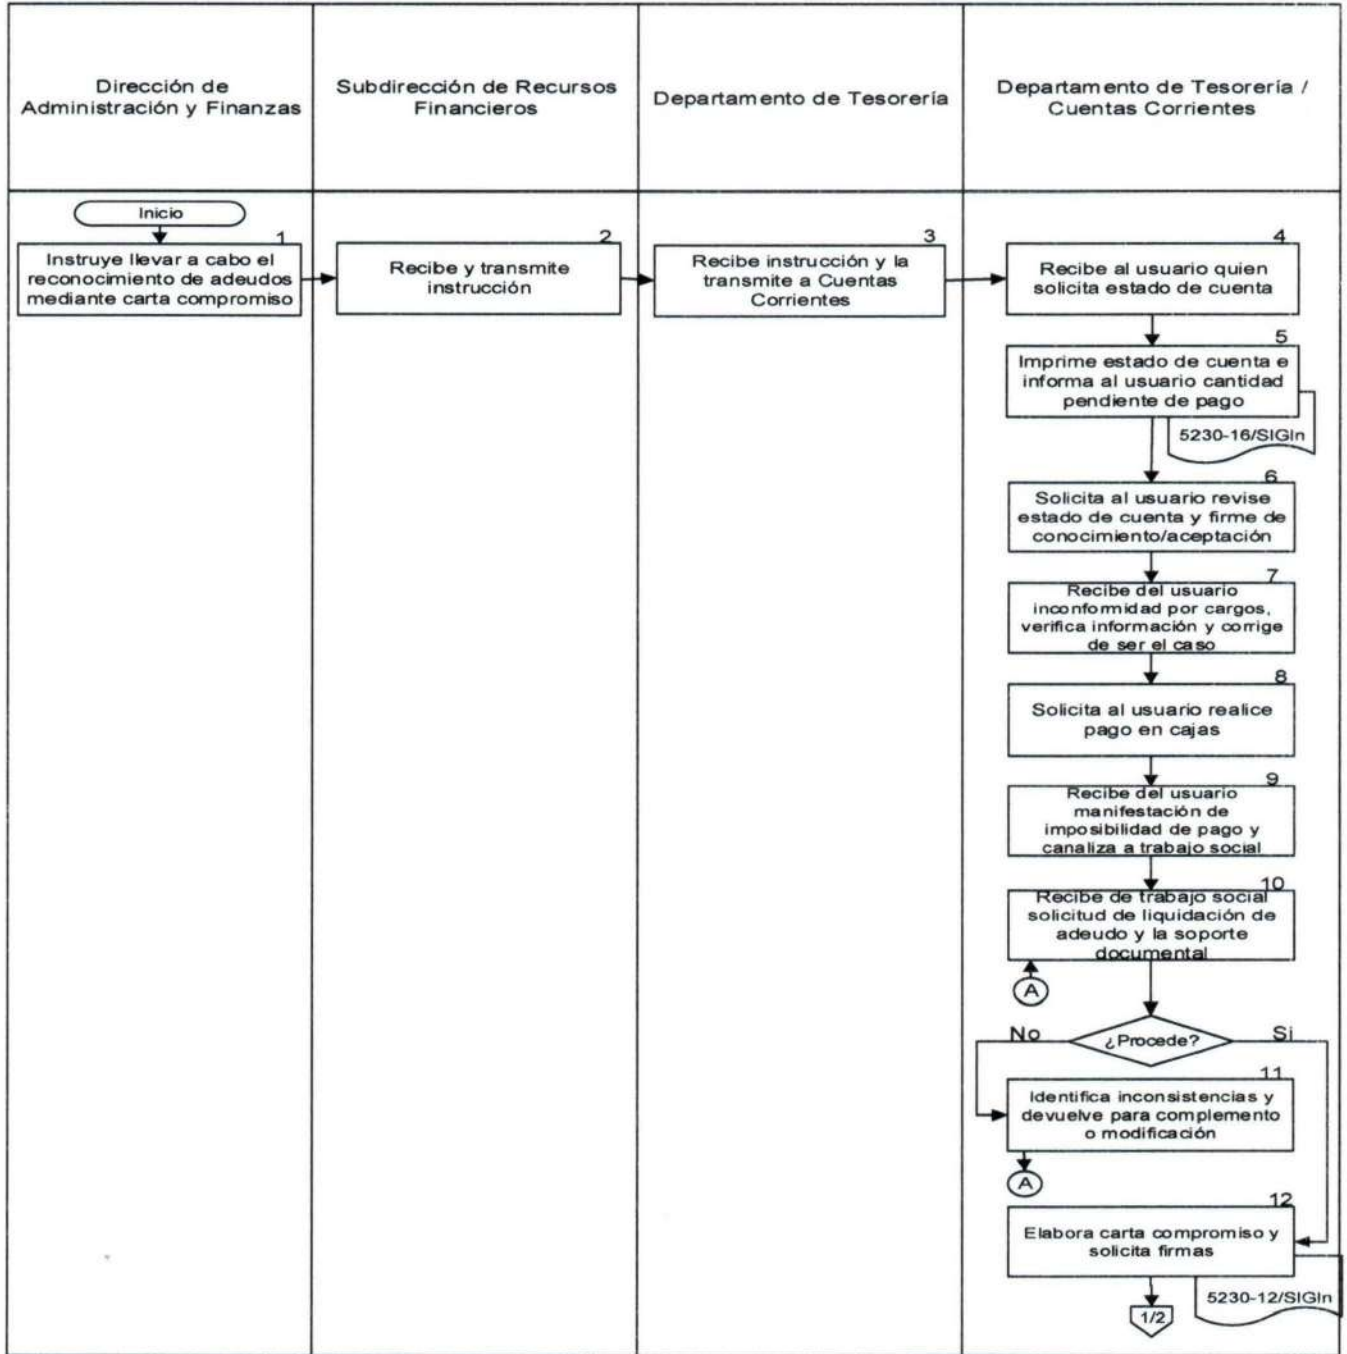 Dirección de
Administración y Finanzas
Subdirección de Recursos
Financieros
Departamento de Tesorería
Departamento de Tesorería /
Cuentas Corrientes
Inicio
1
Instruye llevar a cabo el
reconocimiento de adeudos
mediante carta compromiso
2
Recibe y transmite
instrucción
3
Recibe instrucción y la
transmite a Cuentas
Corrientes
4
Recibe al usuario quien
solicita estado de cuenta
5
Imprime estado de cuenta e
informa al usuario cantidad
pendiente de pago
5230-16/SIGIn
6
Solicita al usuario revise
estado de cuenta y firme de
conocimiento/aceptación
7
Recibe del usuario
inconformidad por cargos,
verifica información y corrige
de ser el caso
8
Solicita al usuario realice
pago en cajas
9
Recibe del usuario
manifestación de
imposibilidad de pago y
canaliza a trabajo social
10
Recibe de trabajo social
solicitud de liquidación de
adeudo y la soporte
documental
A
No
¿Procede?
Si
11
Identifica inconsistencias y
devuelve para complemento
o modificación
A
12
Elabora carta compromiso y
solicita firmas
5230-12/SIGIn
1/2